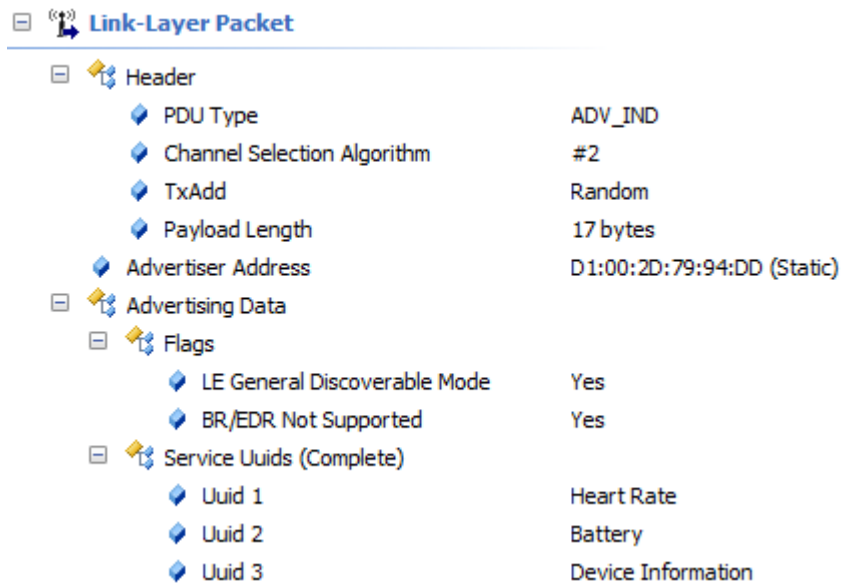 Link-Layer Packet
Header
PDU Type ADV_IND
Channel Selection Algorithm #2
TxAdd Random
Payload Length 17 bytes
Advertiser Address D1:00:2D:79:94:DD (Static)
Advertising Data
Flags
LE General Discoverable Mode Yes
BR/EDR Not Supported Yes
Service Uuids (Complete)
Uuid 1 Heart Rate
Uuid 2 Battery
Uuid 3 Device Information